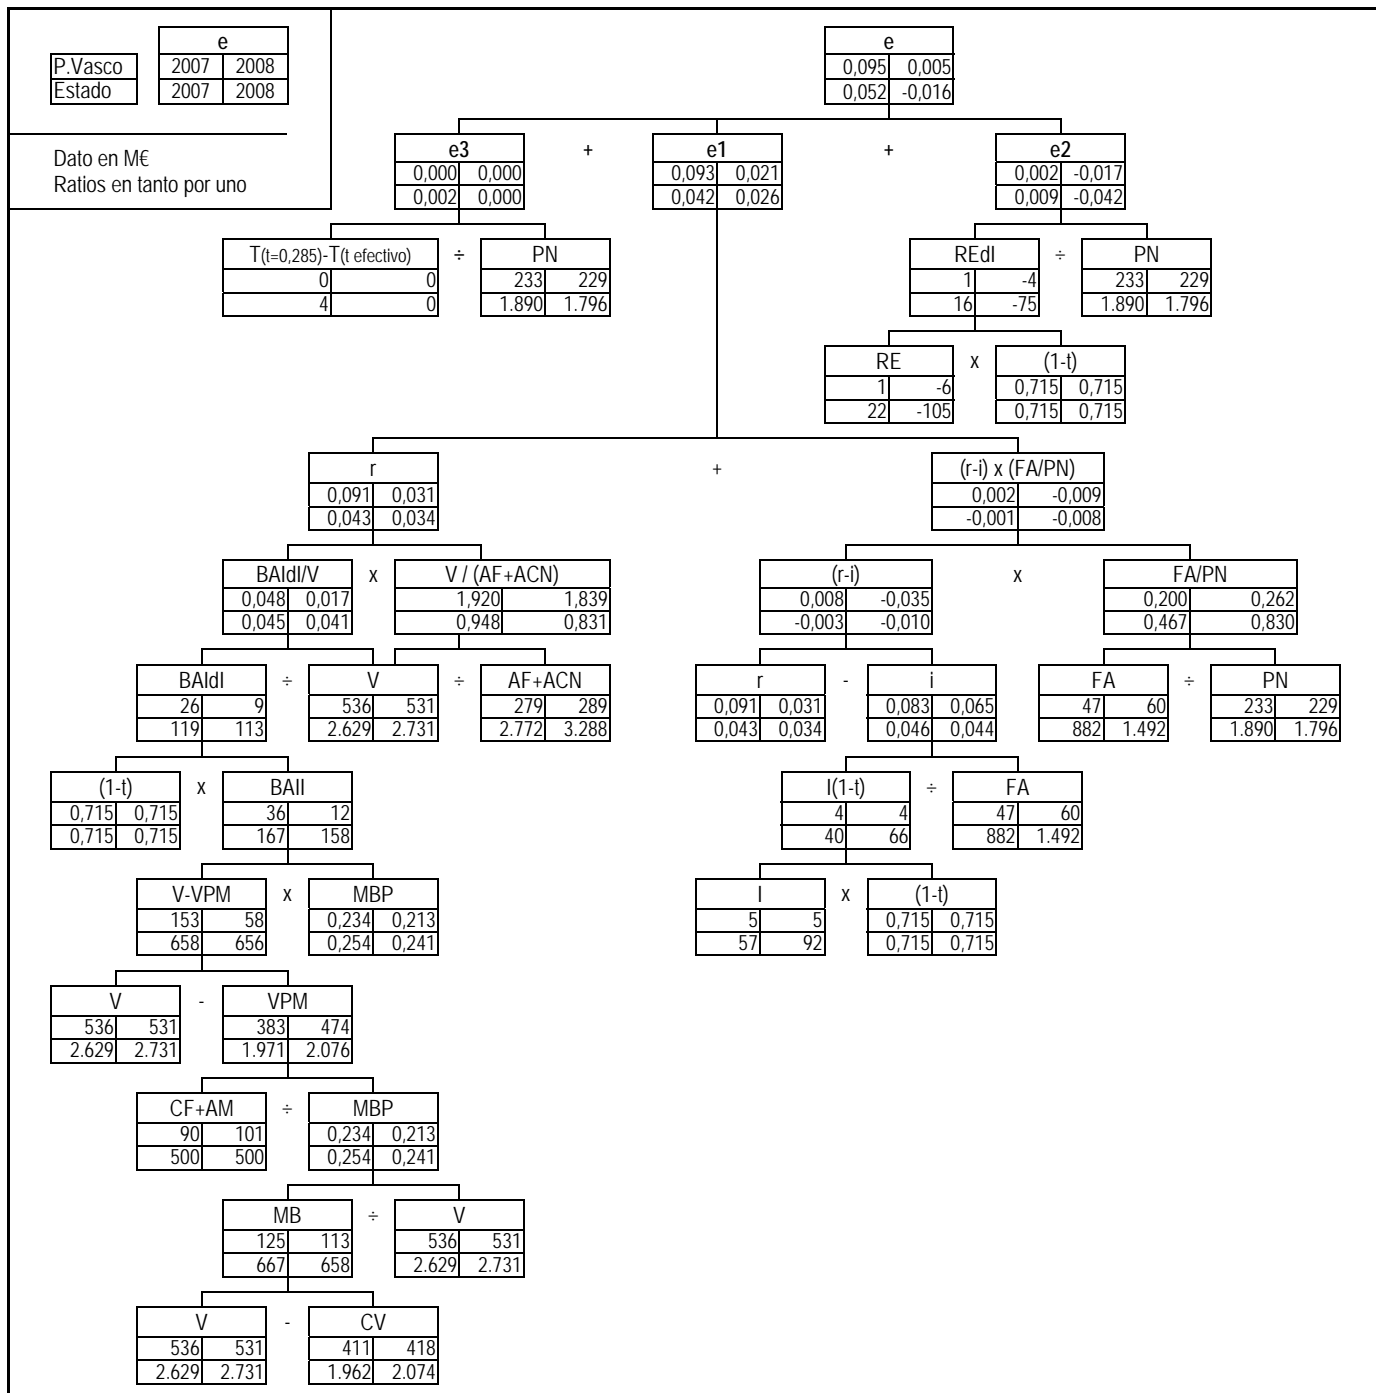 e
P.Vasco 2007 2008
Estado 2007 2008
Dato en M€
Ratios en tanto por uno
e
0,095 0,005
0,052 -0,016
e3 + e1 + e2
0,000 0,000 0,093 0,021 0,002 -0,017
0,002 0,000 0,042 0,026 0,009 -0,042
T(t=0,285)-T(t efectivo) ÷ PN REdI ÷ PN
0 0 233 229 1 -4 233 229
4 0 1.890 1.796 16 -75 1.890 1.796
RE x (1-t)
1 -6 0,715 0,715
22 -105 0,715 0,715
r + (r-i) x (FA/PN)
0,091 0,031 0,002 -0,009
0,043 0,034 -0,001 -0,008
BAIdI/V x V / (AF+ACN) (r-i) x FA/PN
0,048 0,017 1,920 1,839 0,008 -0,035 0,200 0,262
0,045 0,041 0,948 0,831 -0,003 -0,010 0,467 0,830
BAIdI ÷ V ÷ AF+ACN r - i FA ÷ PN
26 9 536 531 279 289 0,091 0,031 0,083 0,065 47 60 233 229
119 113 2.629 2.731 2.772 3.288 0,043 0,034 0,046 0,044 882 1.492 1.890 1.796
(1-t) x BAII I(1-t) ÷ FA
0,715 0,715 36 12 4 4 47 60
0,715 0,715 167 158 40 66 882 1.492
V-VPM x MBP I x (1-t)
153 58 0,234 0,213 5 5 0,715 0,715
658 656 0,254 0,241 57 92 0,715 0,715
V - VPM
536 531 383 474
2.629 2.731 1.971 2.076
CF+AM ÷ MBP
90 101 0,234 0,213
500 500 0,254 0,241
MB ÷ V
125 113 536 531
667 658 2.629 2.731
V - CV
536 531 411 418
2.629 2.731 1.962 2.074